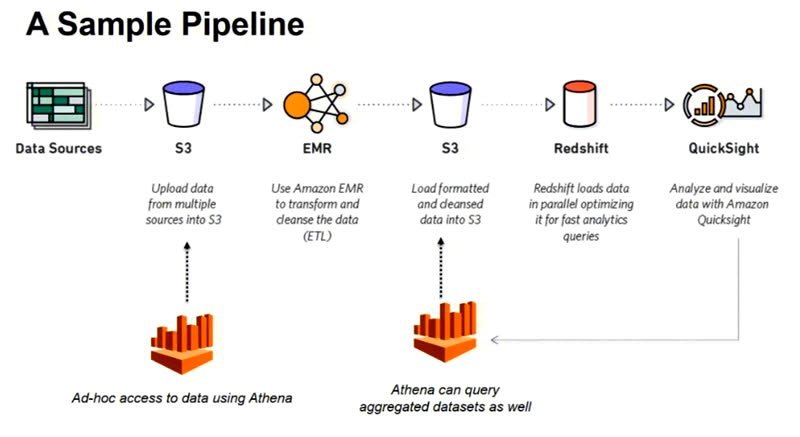 A Sample Pipeline
Data Sources
S3
EMR
S3
Redshift
QuickSight
Upload data
from multiple
sources into S3
Use Amazon EMR
to transform and
cleanse the data
(ETL)
Load formatted
and cleansed
data into S3
Redshift loads data
in parallel optimizing
it for fast analytics
queries
Analyze and visualize
data with Amazon
Quicksight
Ad-hoc access to data using Athena
Athena can query
aggregated datasets as well